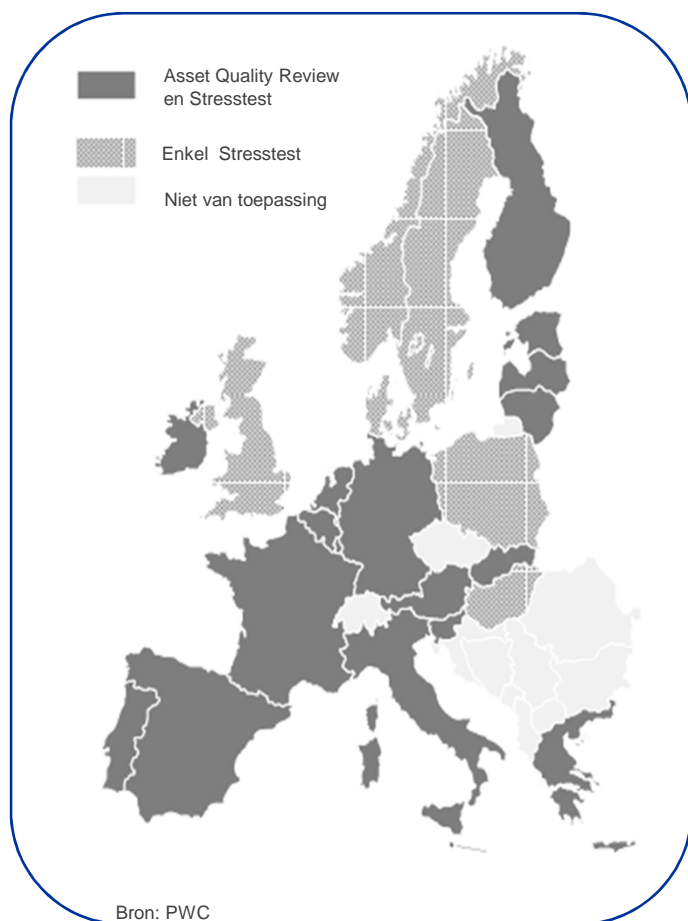 Asset Quality Review
en Stresstest
Enkel Stresstest
Niet van toepassing
Bron: PWC